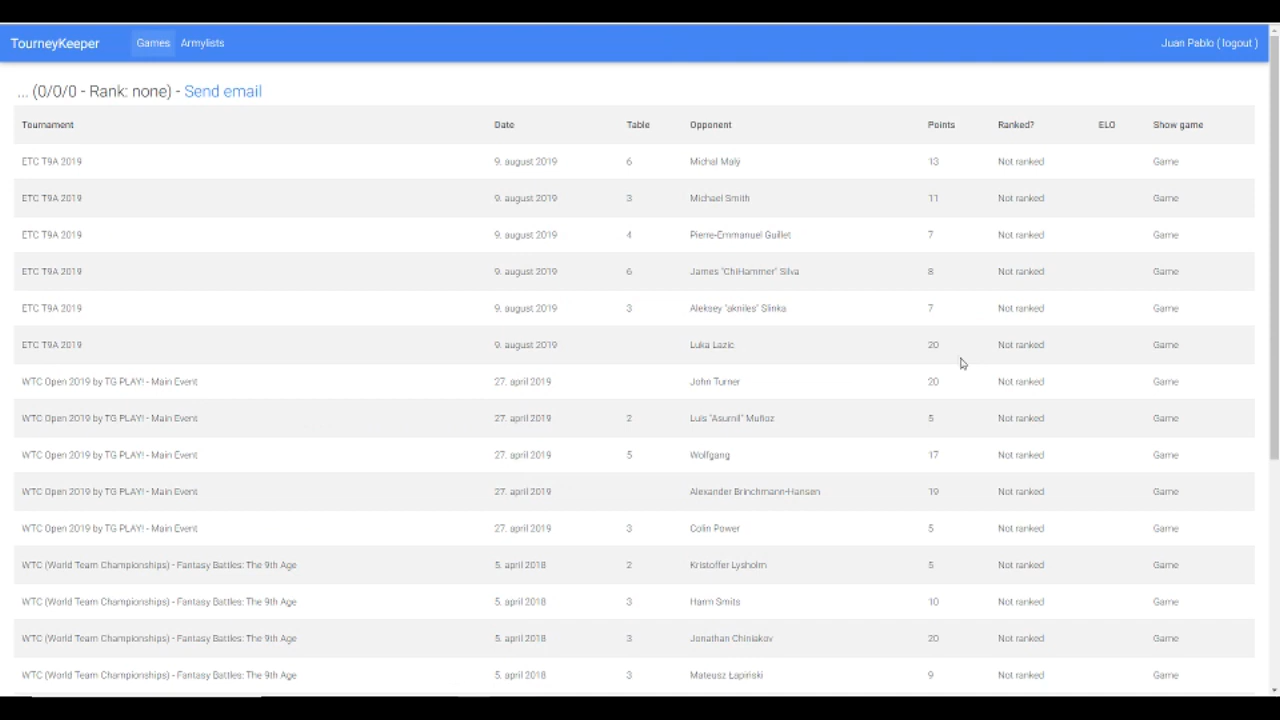 TourneyKeeper Games Armylists Juan Pablo ( logout )
... (0/0/0 - Rank: none) - Send email
Tournament Date Table Opponent Points Ranked? ELO Show game
ETC T9A 2019 9. august 2019 6 Michal Malý 13 Not ranked Game
ETC T9A 2019 9. august 2019 3 Michael Smith 11 Not ranked Game
ETC T9A 2019 9. august 2019 4 Pierre-Emmanuel Guillet 7 Not ranked Game
ETC T9A 2019 9. august 2019 6 James "ChiHammer" Silva 8 Not ranked Game
ETC T9A 2019 9. august 2019 3 Aleksey "akniles" Slinka 7 Not ranked Game
ETC T9A 2019 9. august 2019 Luka Lazic 20 Not ranked Game
WTC Open 2019 by TG PLAY! - Main Event 27. april 2019 John Turner 20 Not ranked Game
WTC Open 2019 by TG PLAY! - Main Event 27. april 2019 2 Luis "Asurnil" Muñoz 5 Not ranked Game
WTC Open 2019 by TG PLAY! - Main Event 27. april 2019 5 Wolfgang 17 Not ranked Game
WTC Open 2019 by TG PLAY! - Main Event 27. april 2019 Alexander Brinchmann-Hansen 19 Not ranked Game
WTC Open 2019 by TG PLAY! - Main Event 27. april 2019 3 Colin Power 5 Not ranked Game
WTC (World Team Championships) - Fantasy Battles: The 9th Age 5. april 2018 2 Kristoffer Lysholm 5 Not ranked Game
WTC (World Team Championships) - Fantasy Battles: The 9th Age 5. april 2018 3 Harm Smits 10 Not ranked Game
WTC (World Team Championships) - Fantasy Battles: The 9th Age 5. april 2018 3 Jonathan Chiniakov 20 Not ranked Game
WTC (World Team Championships) - Fantasy Battles: The 9th Age 5. april 2018 3 Mateusz Łapiński 9 Not ranked Game